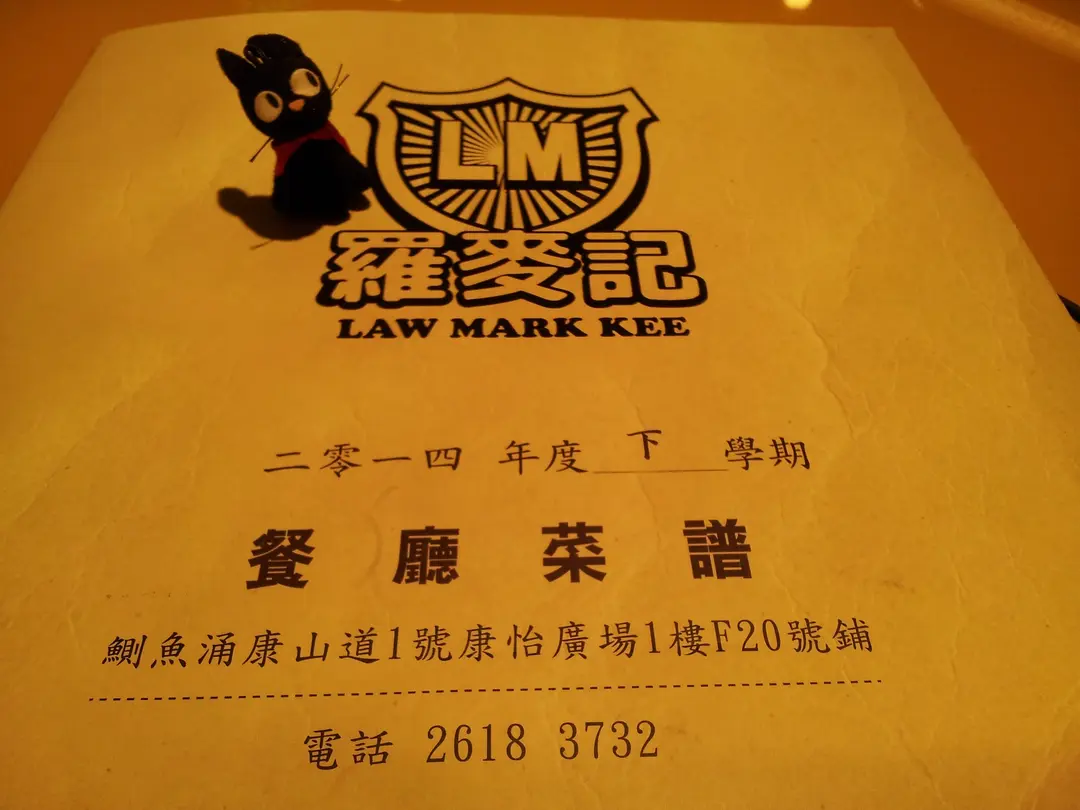 LM
羅麥記
LAW MARK KEE
二零一四 年度 下 學期
餐廳菜譜
鰂魚涌康山道1號康怡廣場1樓F20號鋪
電話 2618 3732